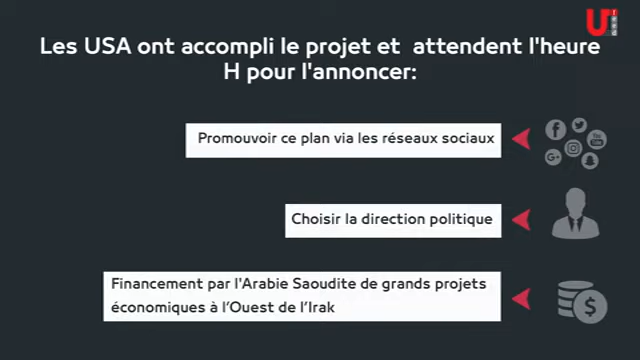 Les USA ont accompli le projet et attendent l'heure
H pour l'annoncer:
Promouvoir ce plan via les réseaux sociaux
Choisir la direction politique
Financement par l'Arabie Saoudite de grands projets
économiques à l’Ouest de l’Irak